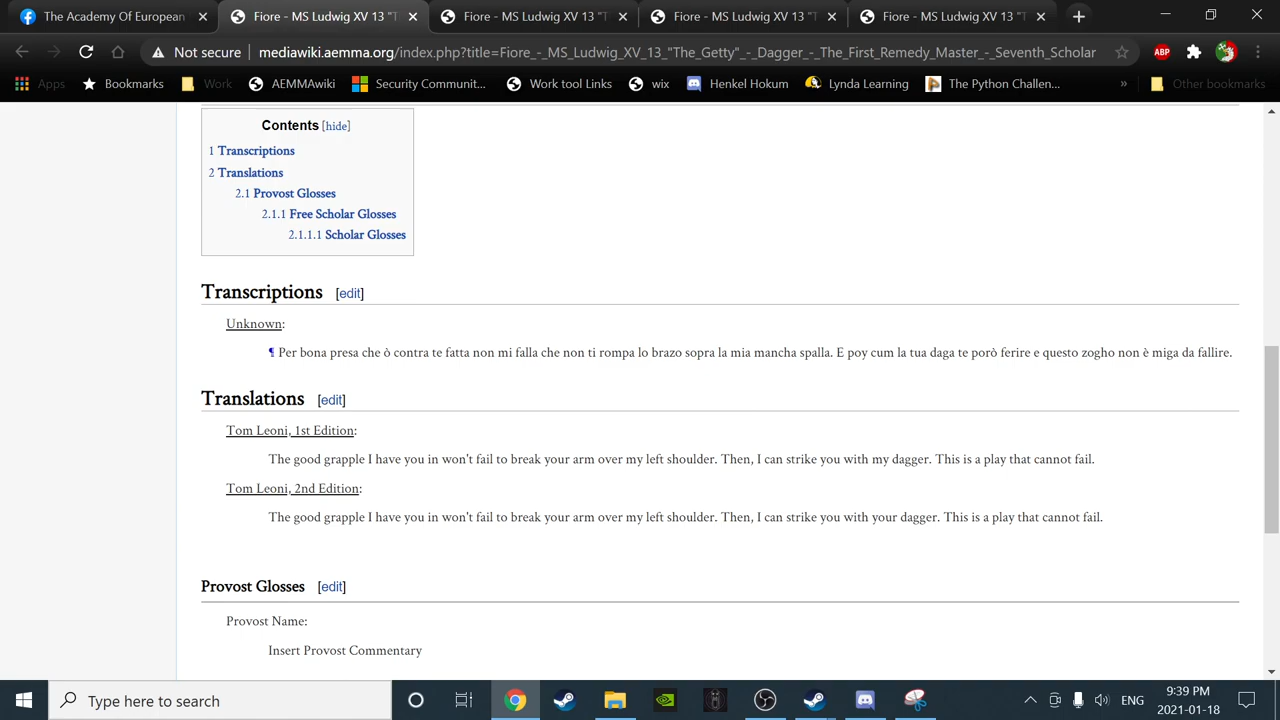 The Academy Of European
Fiore - MS Ludwig XV 13 "T
Fiore - MS Ludwig XV 13 "T
Fiore - MS Ludwig XV 13 "T
Fiore - MS Ludwig XV 13 "T
Not secure
mediawiki.aemma.org/index.php?title=Fiore_-_MS_Ludwig_XV_13_"The_Getty"_-_Dagger_-_The_First_Remedy_Master_-_Seventh_Scholar
ABP
Apps
Bookmarks
Work
AEMMAwiki
Security Communit...
Work tool Links
wix
Henkel Hokum
Lynda Learning
The Python Challen...
»
Other bookmarks
Contents [hide]
1 Transcriptions
2 Translations
2.1 Provost Glosses
2.1.1 Free Scholar Glosses
2.1.1.1 Scholar Glosses
Transcriptions [edit]
Unknown:
¶ Per bona presa che ò contra te fatta non mi falla che non ti rompa lo brazo sopra la mia mancha spalla. E poy cum la tua daga te porò ferire e questo zogho non è miga da fallire.
Translations [edit]
Tom Leoni, 1st Edition:
The good grapple I have you in won't fail to break your arm over my left shoulder. Then, I can strike you with my dagger. This is a play that cannot fail.
Tom Leoni, 2nd Edition:
The good grapple I have you in won't fail to break your arm over my left shoulder. Then, I can strike you with your dagger. This is a play that cannot fail.
Provost Glosses [edit]
Provost Name:
Insert Provost Commentary
Type here to search
ENG
9:39 PM
2021-01-18